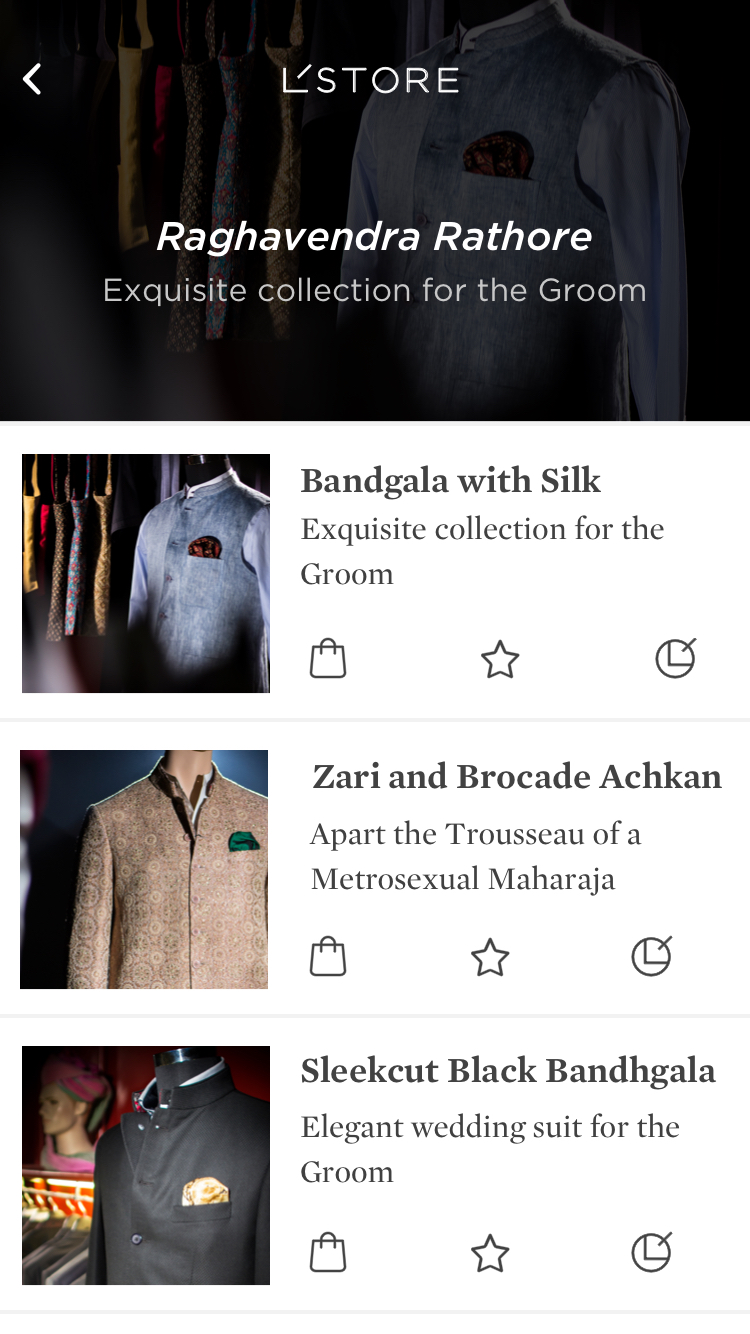 L'STORE
Raghavendra Rathore
Exquisite collection for the Groom
Bandgala with Silk
Exquisite collection for the
Groom
Zari and Brocade Achkan
Apart the Trousseau of a
Metrosexual Maharaja
Sleekcut Black Bandhgala
Elegant wedding suit for the
Groom